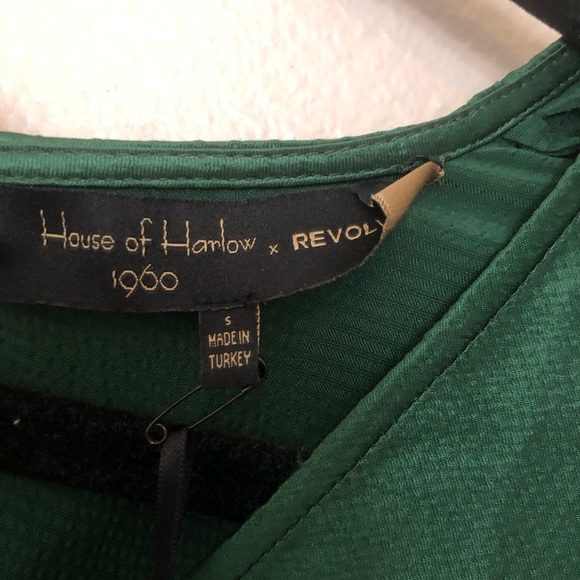 House of Harlow x REVOL
1960
S
MADE IN
TURKEY